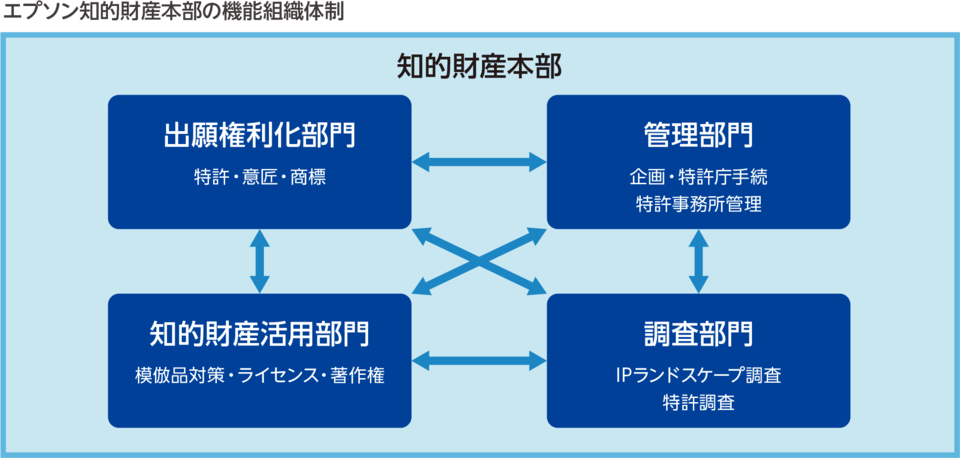 エプソン知的財産本部の機能組織体制
知的財産本部
出願権利化部門
特許・意匠・商標
管理部門
企画・特許庁手続
特許事務所管理
知的財産活用部門
模倣品対策・ライセンス・著作権
調査部門
IPランドスケープ調査
特許調査